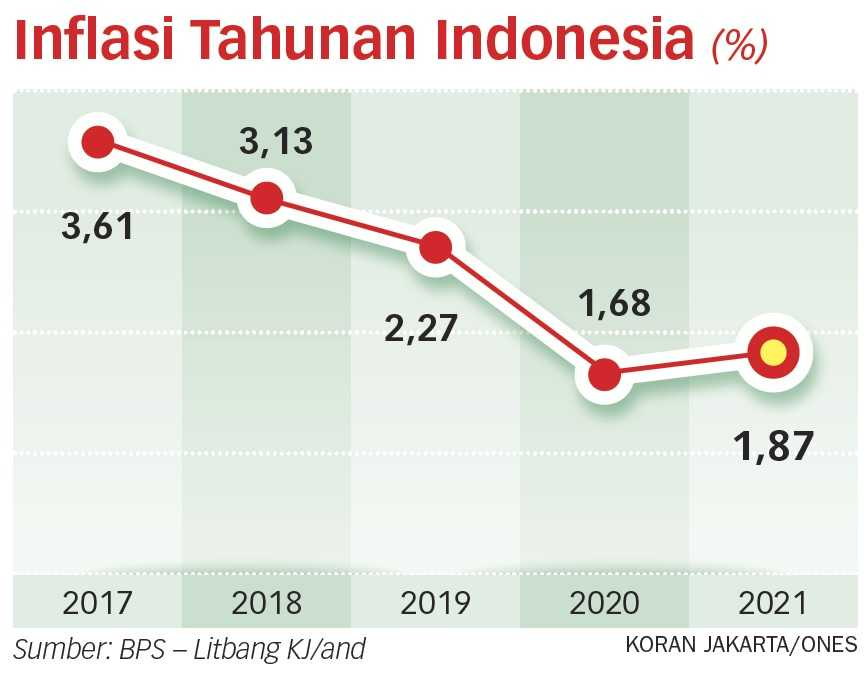 Inflasi Tahunan Indonesia (%)
3,61
3,13
2,27
1,68
1,87
2017 2018 2019 2020 2021
Sumber: BPS – Litbang KJ/and
KORAN JAKARTA/ONES